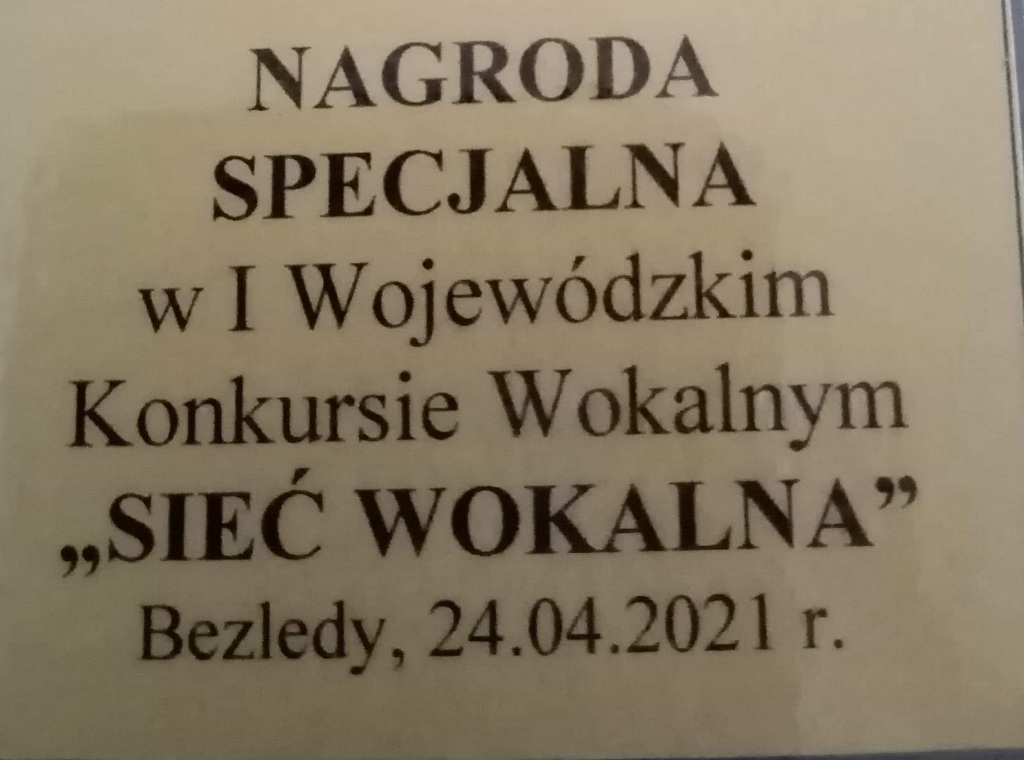 NAGRODA
SPECJALNA
w I Wojewódzkim
Konkursie Wokalnym
„SIEĆ WOKALNA”
Bezledy, 24.04.2021 r.